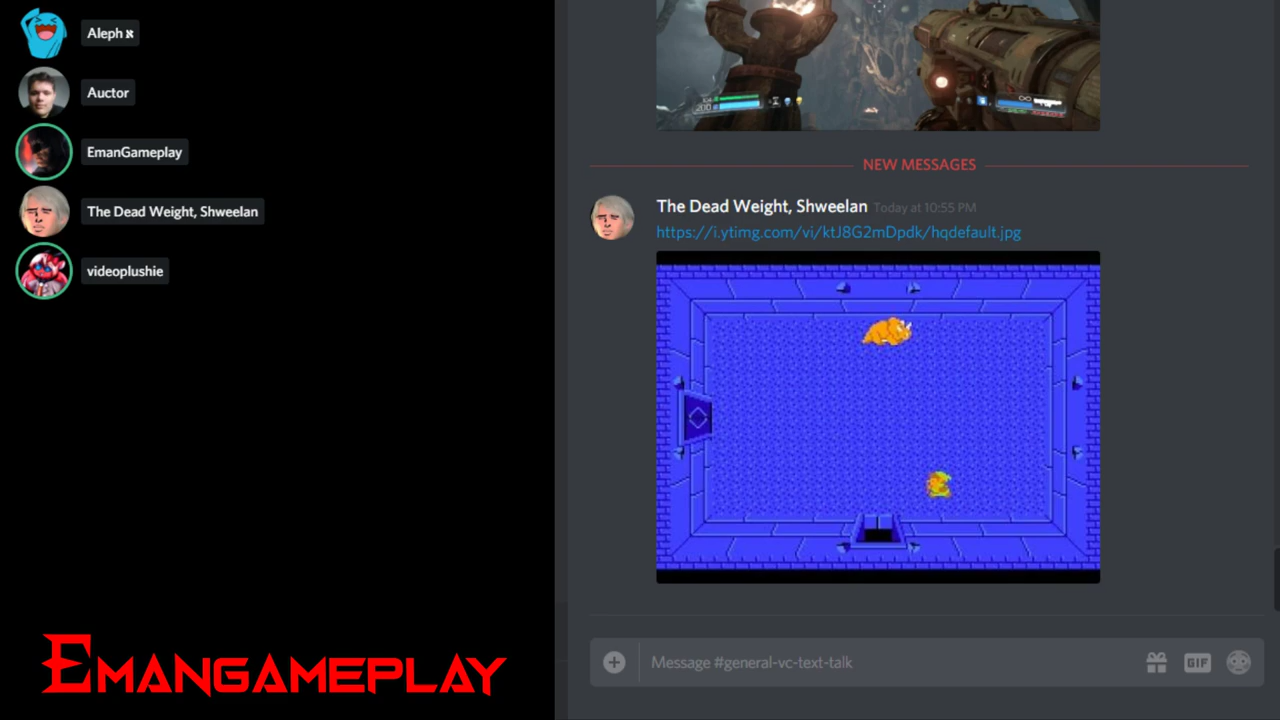 Aleph א
Auctor
EmanGameplay
The Dead Weight, Shweelan
videoplushie
EMANGAMEPLAY
200
NEW MESSAGES
The Dead Weight, Shweelan Today at 10:55 PM
https://i.ytimg.com/vi/ktJ8G2mDpdk/hqdefault.jpg
Message #general-vc-text-talk
GIF